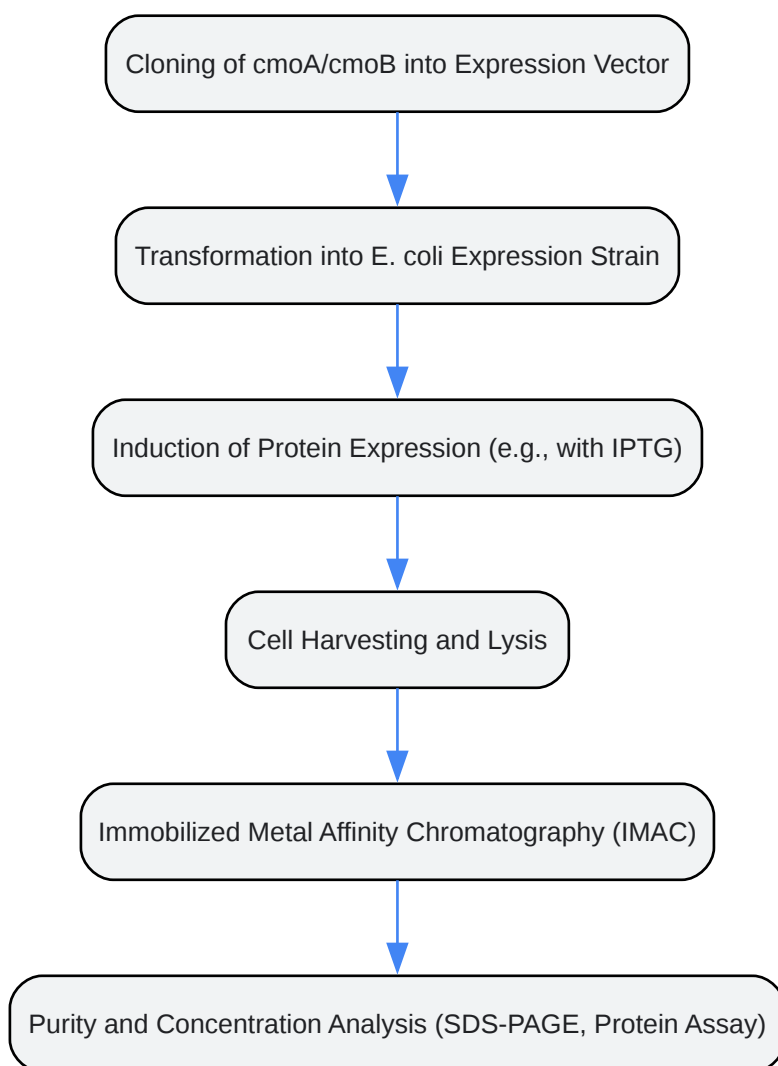 Cloning of cmoA/cmoB into Expression Vector
Transformation into E. coli Expression Strain
Induction of Protein Expression (e.g., with IPTG)
Cell Harvesting and Lysis
Immobilized Metal Affinity Chromatography (IMAC)
Purity and Concentration Analysis (SDS-PAGE, Protein Assay)